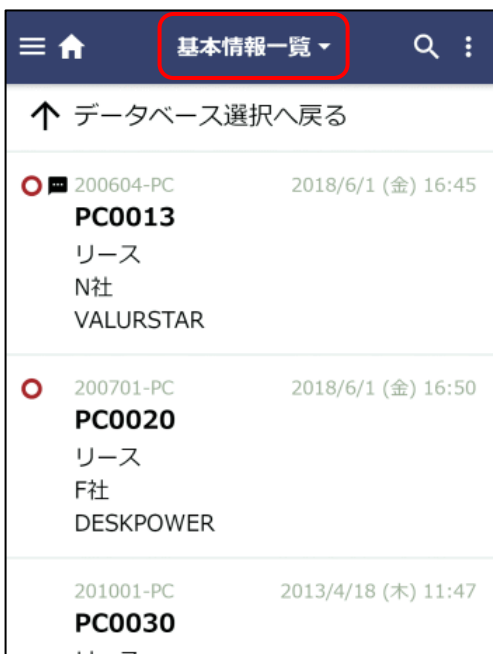 基本情報一覧
データベース選択へ戻る
200604-PC 2018/6/1 (金) 16:45
PC0013
リース
N社
VALURSTAR
200701-PC 2018/6/1 (金) 16:50
PC0020
リース
F社
DESKPOWER
201001-PC 2013/4/18 (木) 11:47
PC0030